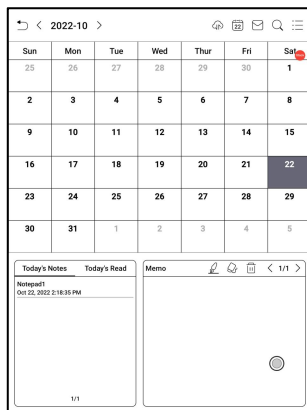 2022-10
22
Sun Mon Tue Wed Thur Fri Sat
25 26 27 28 29 30 1
2 3 4 5 6 7 8
9 10 11 12 13 14 15
16 17 18 19 20 21 22
23 24 25 26 27 28 29
30 31 1 2 3 4 5
Today's Notes Today's Read
Notepad1
Oct 22, 2022 2:18:35 PM
1/1
Memo
1/1